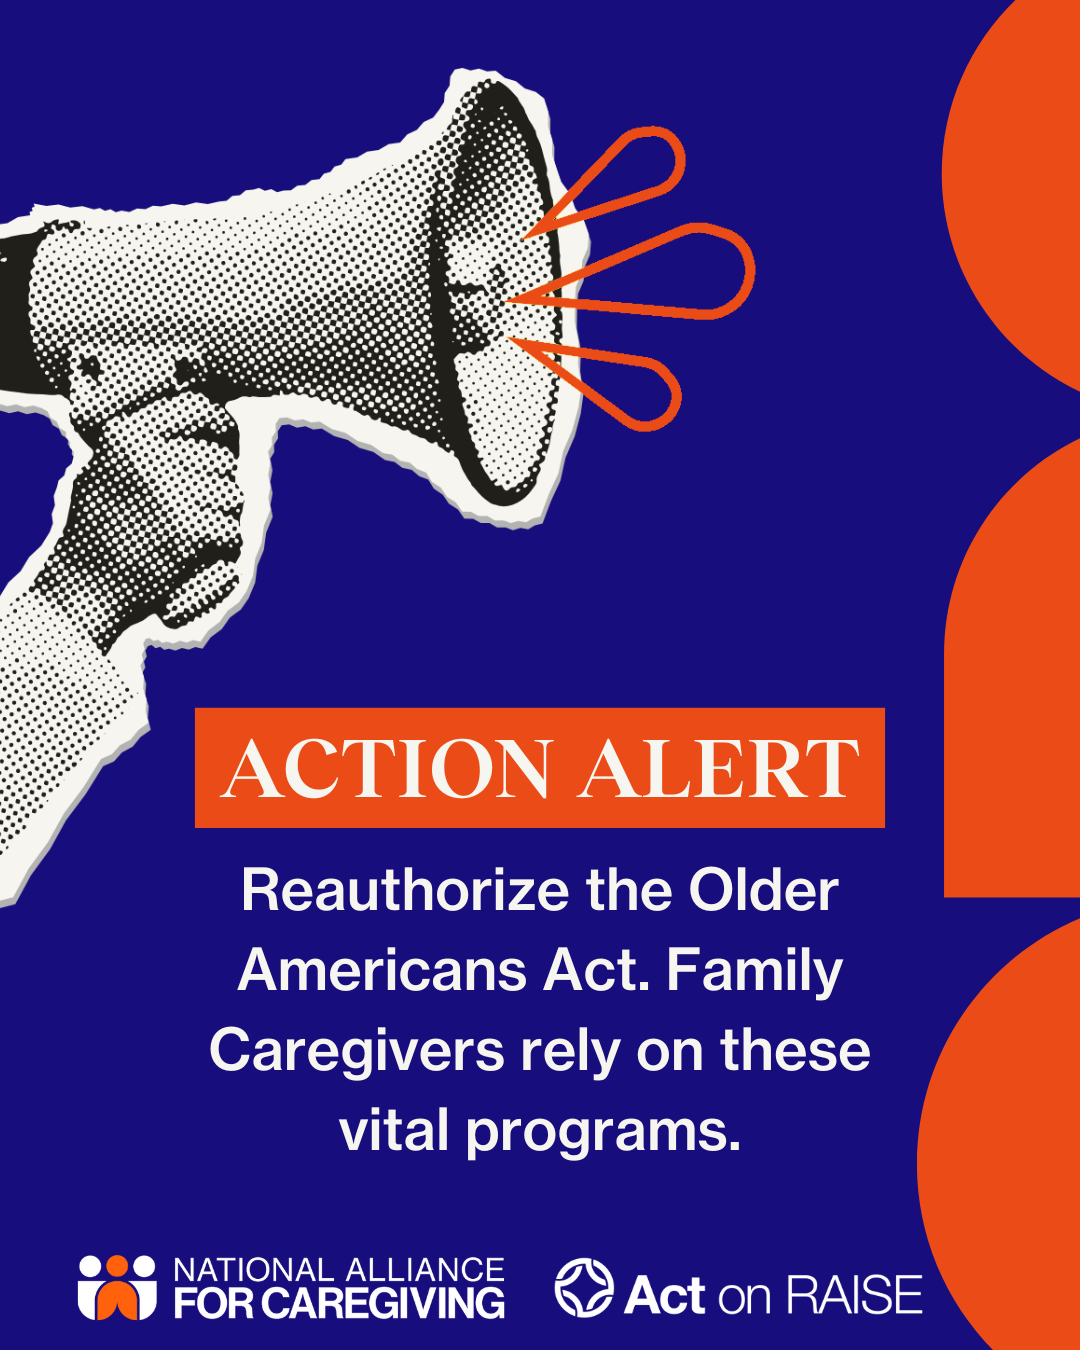 ACTION ALERT
Reauthorize the Older
Americans Act. Family
Caregivers rely on these
vital programs.
NATIONAL ALLIANCE
FOR CAREGIVING
Act on RAISE